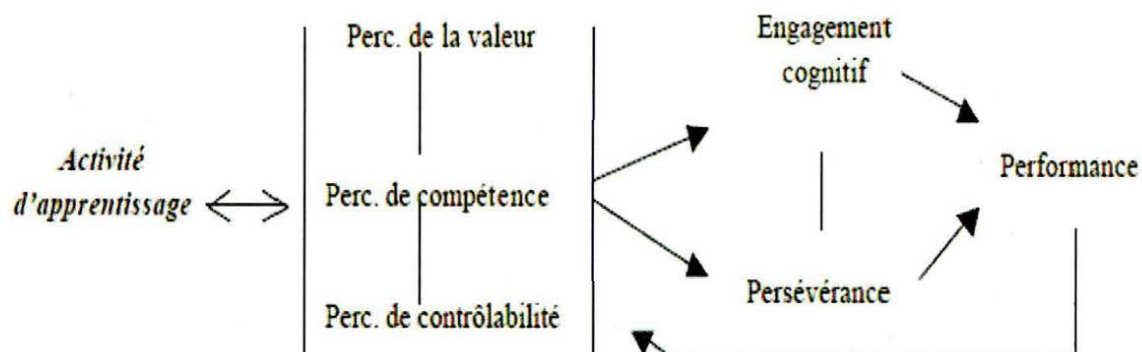 Perc. de la valeur
Engagement
cognitif
Activité
d'apprentissage
Perc. de compétence
Performance
Persévérance
Perc. de contrôlabilité